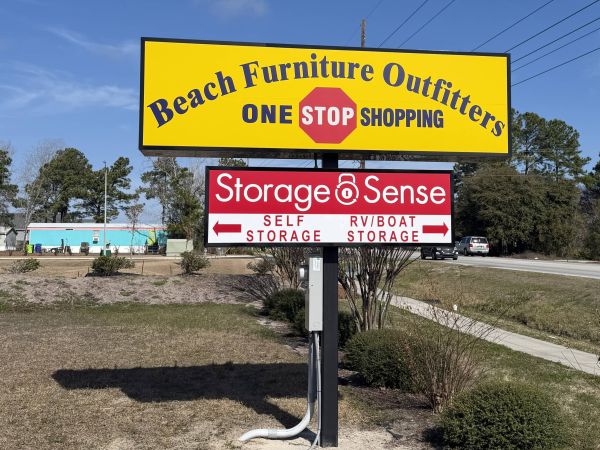 Beach Furniture Outfitters
ONE STOP SHOPPING
Storage Sense
SELF STORAGE
RV/BOAT STORAGE